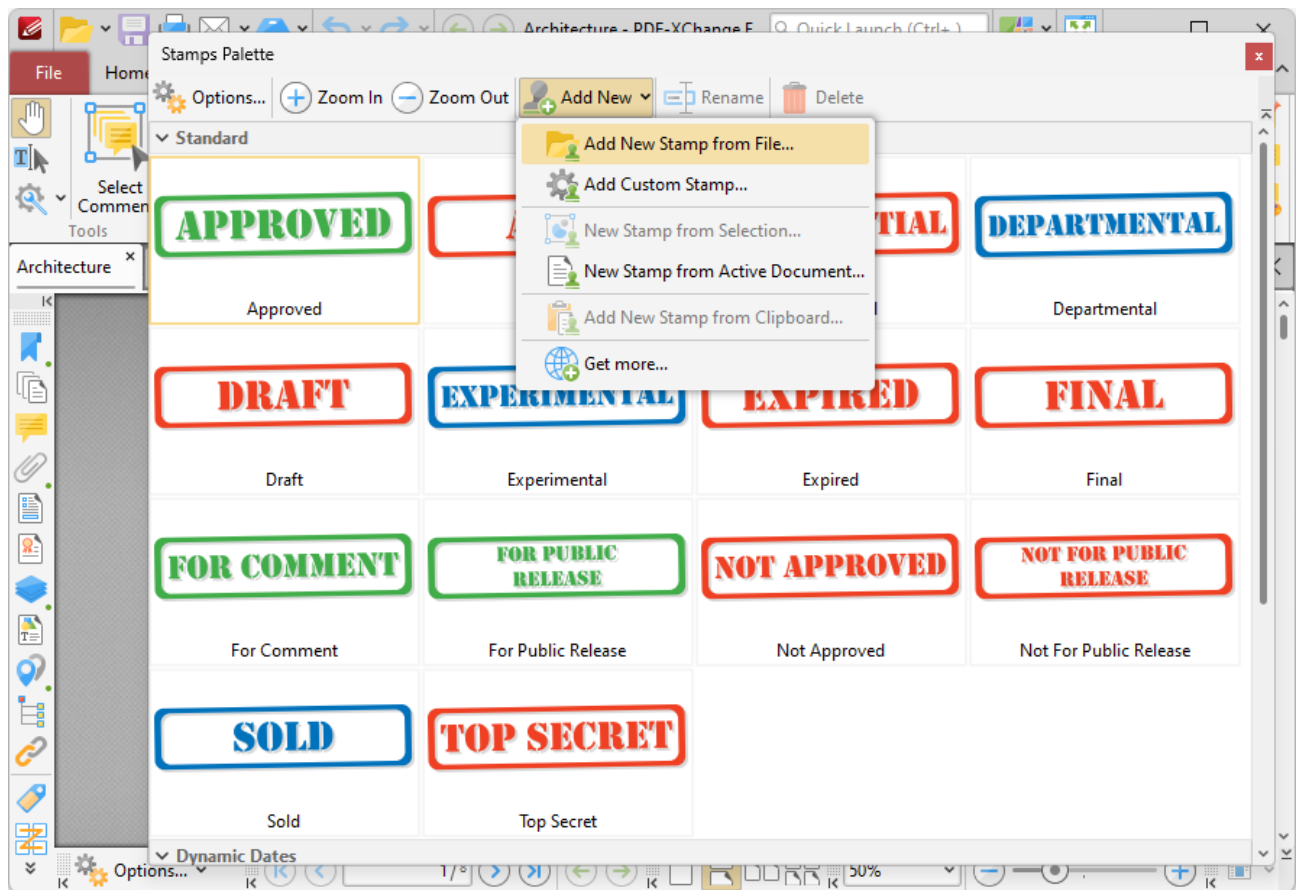 Architecture - PDF-XChange E
Quick Launch (Ctrl+.)
Stamps Palette
File
Home
Options...
Zoom In
Zoom Out
Add New
Rename
Delete
Standard
Add New Stamp from File...
Add Custom Stamp...
New Stamp from Selection...
New Stamp from Active Document...
Add New Stamp from Clipboard...
Get more...
Select
Commen
Tools
Architecture
APPROVED
A
TIAL
DEPARTMENTAL
Approved
Departmental
DRAFT
EXPERIMENTAL
EXPIRED
FINAL
Draft
Experimental
Expired
Final
FOR COMMENT
FOR PUBLIC
RELEASE
NOT APPROVED
NOT FOR PUBLIC
RELEASE
For Comment
For Public Release
Not Approved
Not For Public Release
SOLD
TOP SECRET
Sold
Top Secret
Dynamic Dates
Options...
50%